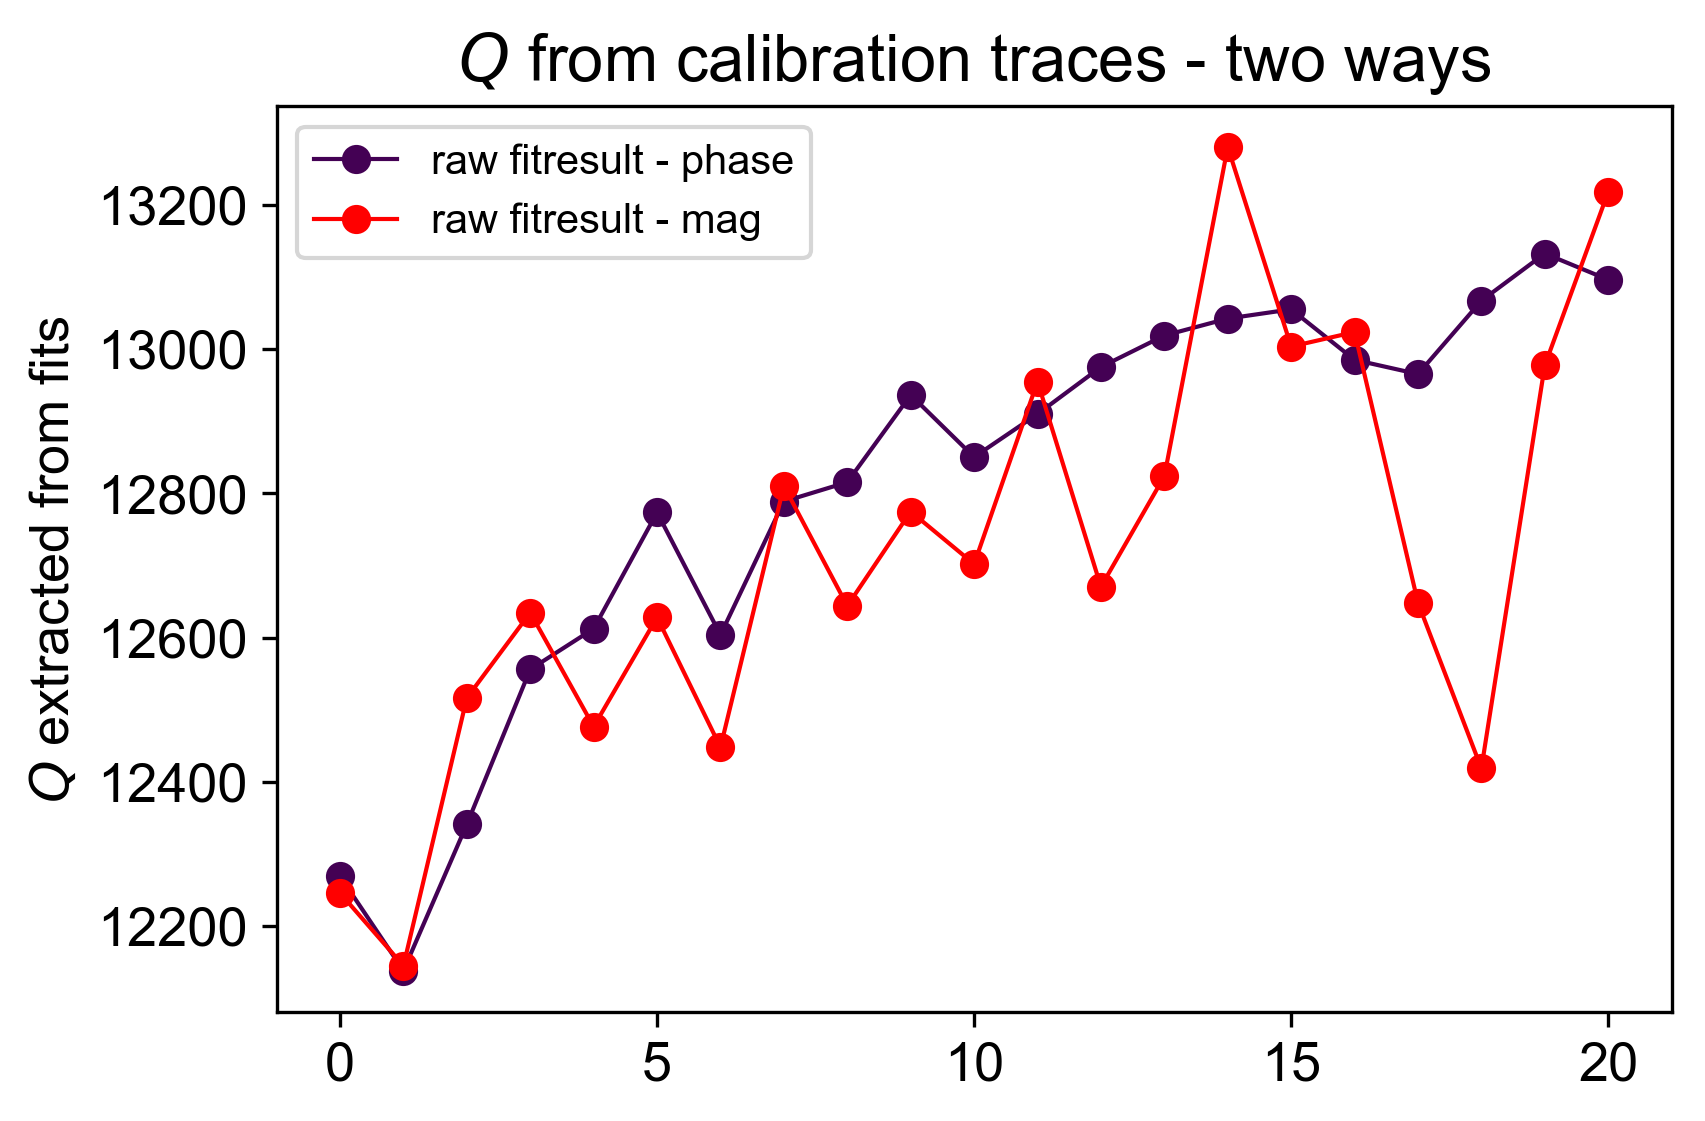 Q from calibration traces - two ways
raw fitresult - phase
raw fitresult - mag
Q extracted from fits
13200
13000
12800
12600
12400
12200
0 5 10 15 20